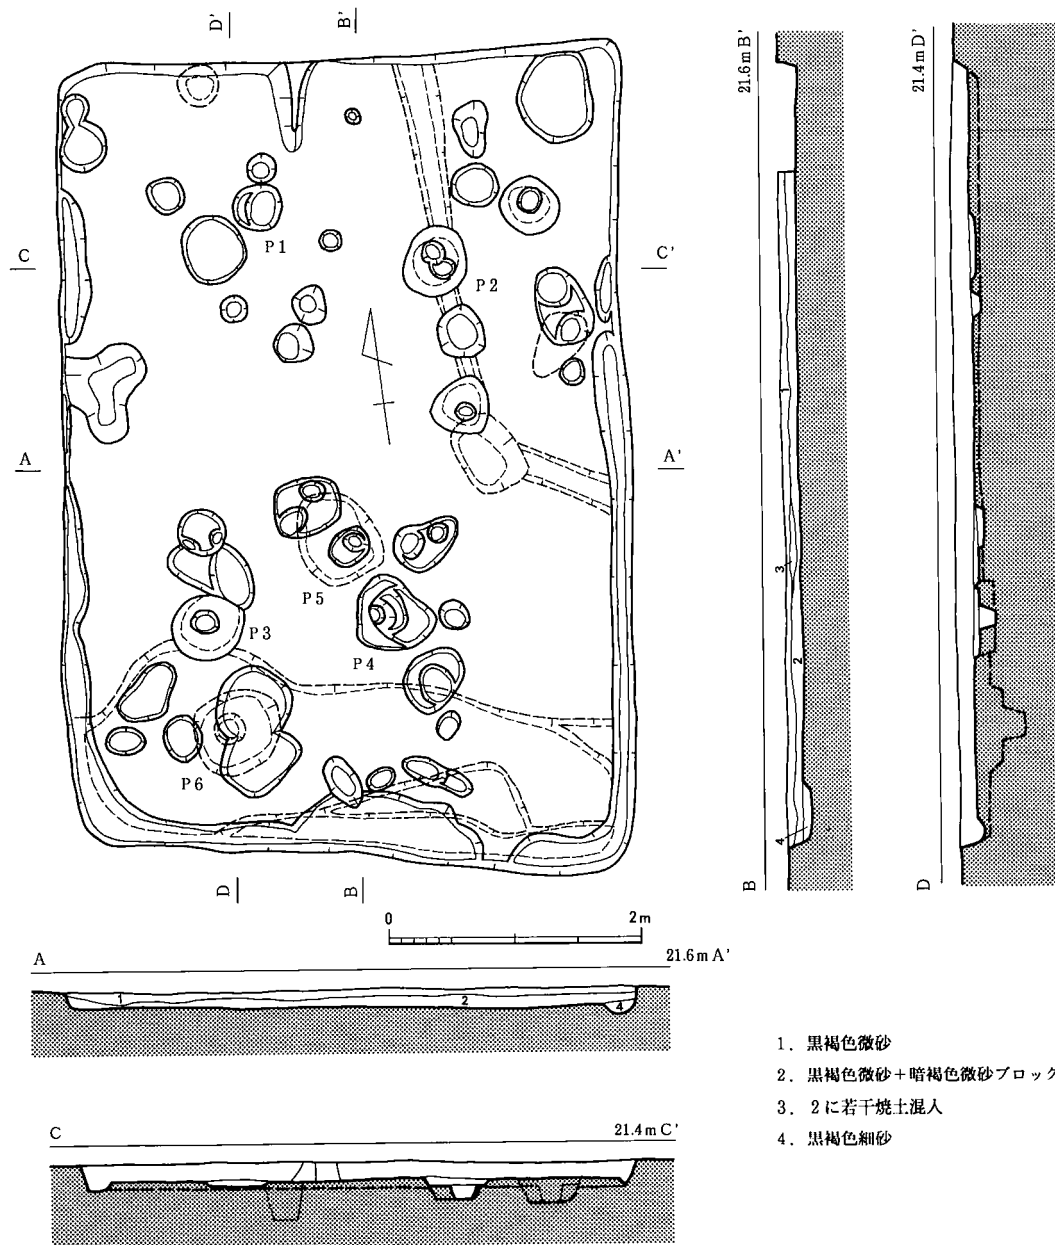 D'
B'
P1
C
C'
P2
A
A'
P5
P3
P4
P6
D
B
0 2m
21.6m B'
B
21.4m D'
D
1
3
2
4
A 21.6m A'
1 2 4
C 21.4m C'
1. 黒褐色微砂
2. 黒褐色微砂+暗褐色微砂ブロック
3. 2に若干焼土混入
4. 黒褐色細砂